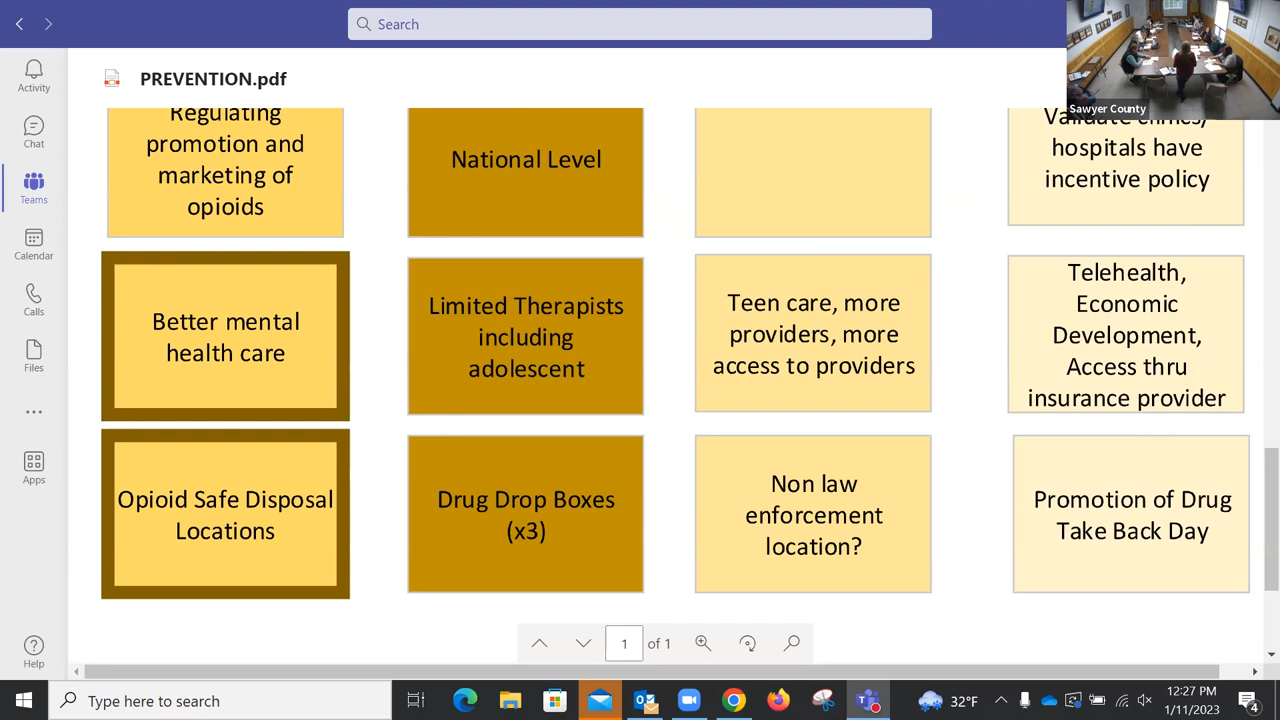 Search
Sawyer County
Activity
Chat
Teams
Calendar
Calls
Files
Apps
Help
PREVENTION.pdf
Regulating
promotion and
marketing of
opioids
National Level
Validate clinics/
hospitals have
incentive policy
Better mental
health care
Limited Therapists
including
adolescent
Teen care, more
providers, more
access to providers
Telehealth,
Economic
Development,
Access thru
insurance provider
Opioid Safe Disposal
Locations
Drug Drop Boxes
(x3)
Non law
enforcement
location?
Promotion of Drug
Take Back Day
1 of 1
Type here to search
32°F
12:27 PM
1/11/2023
4